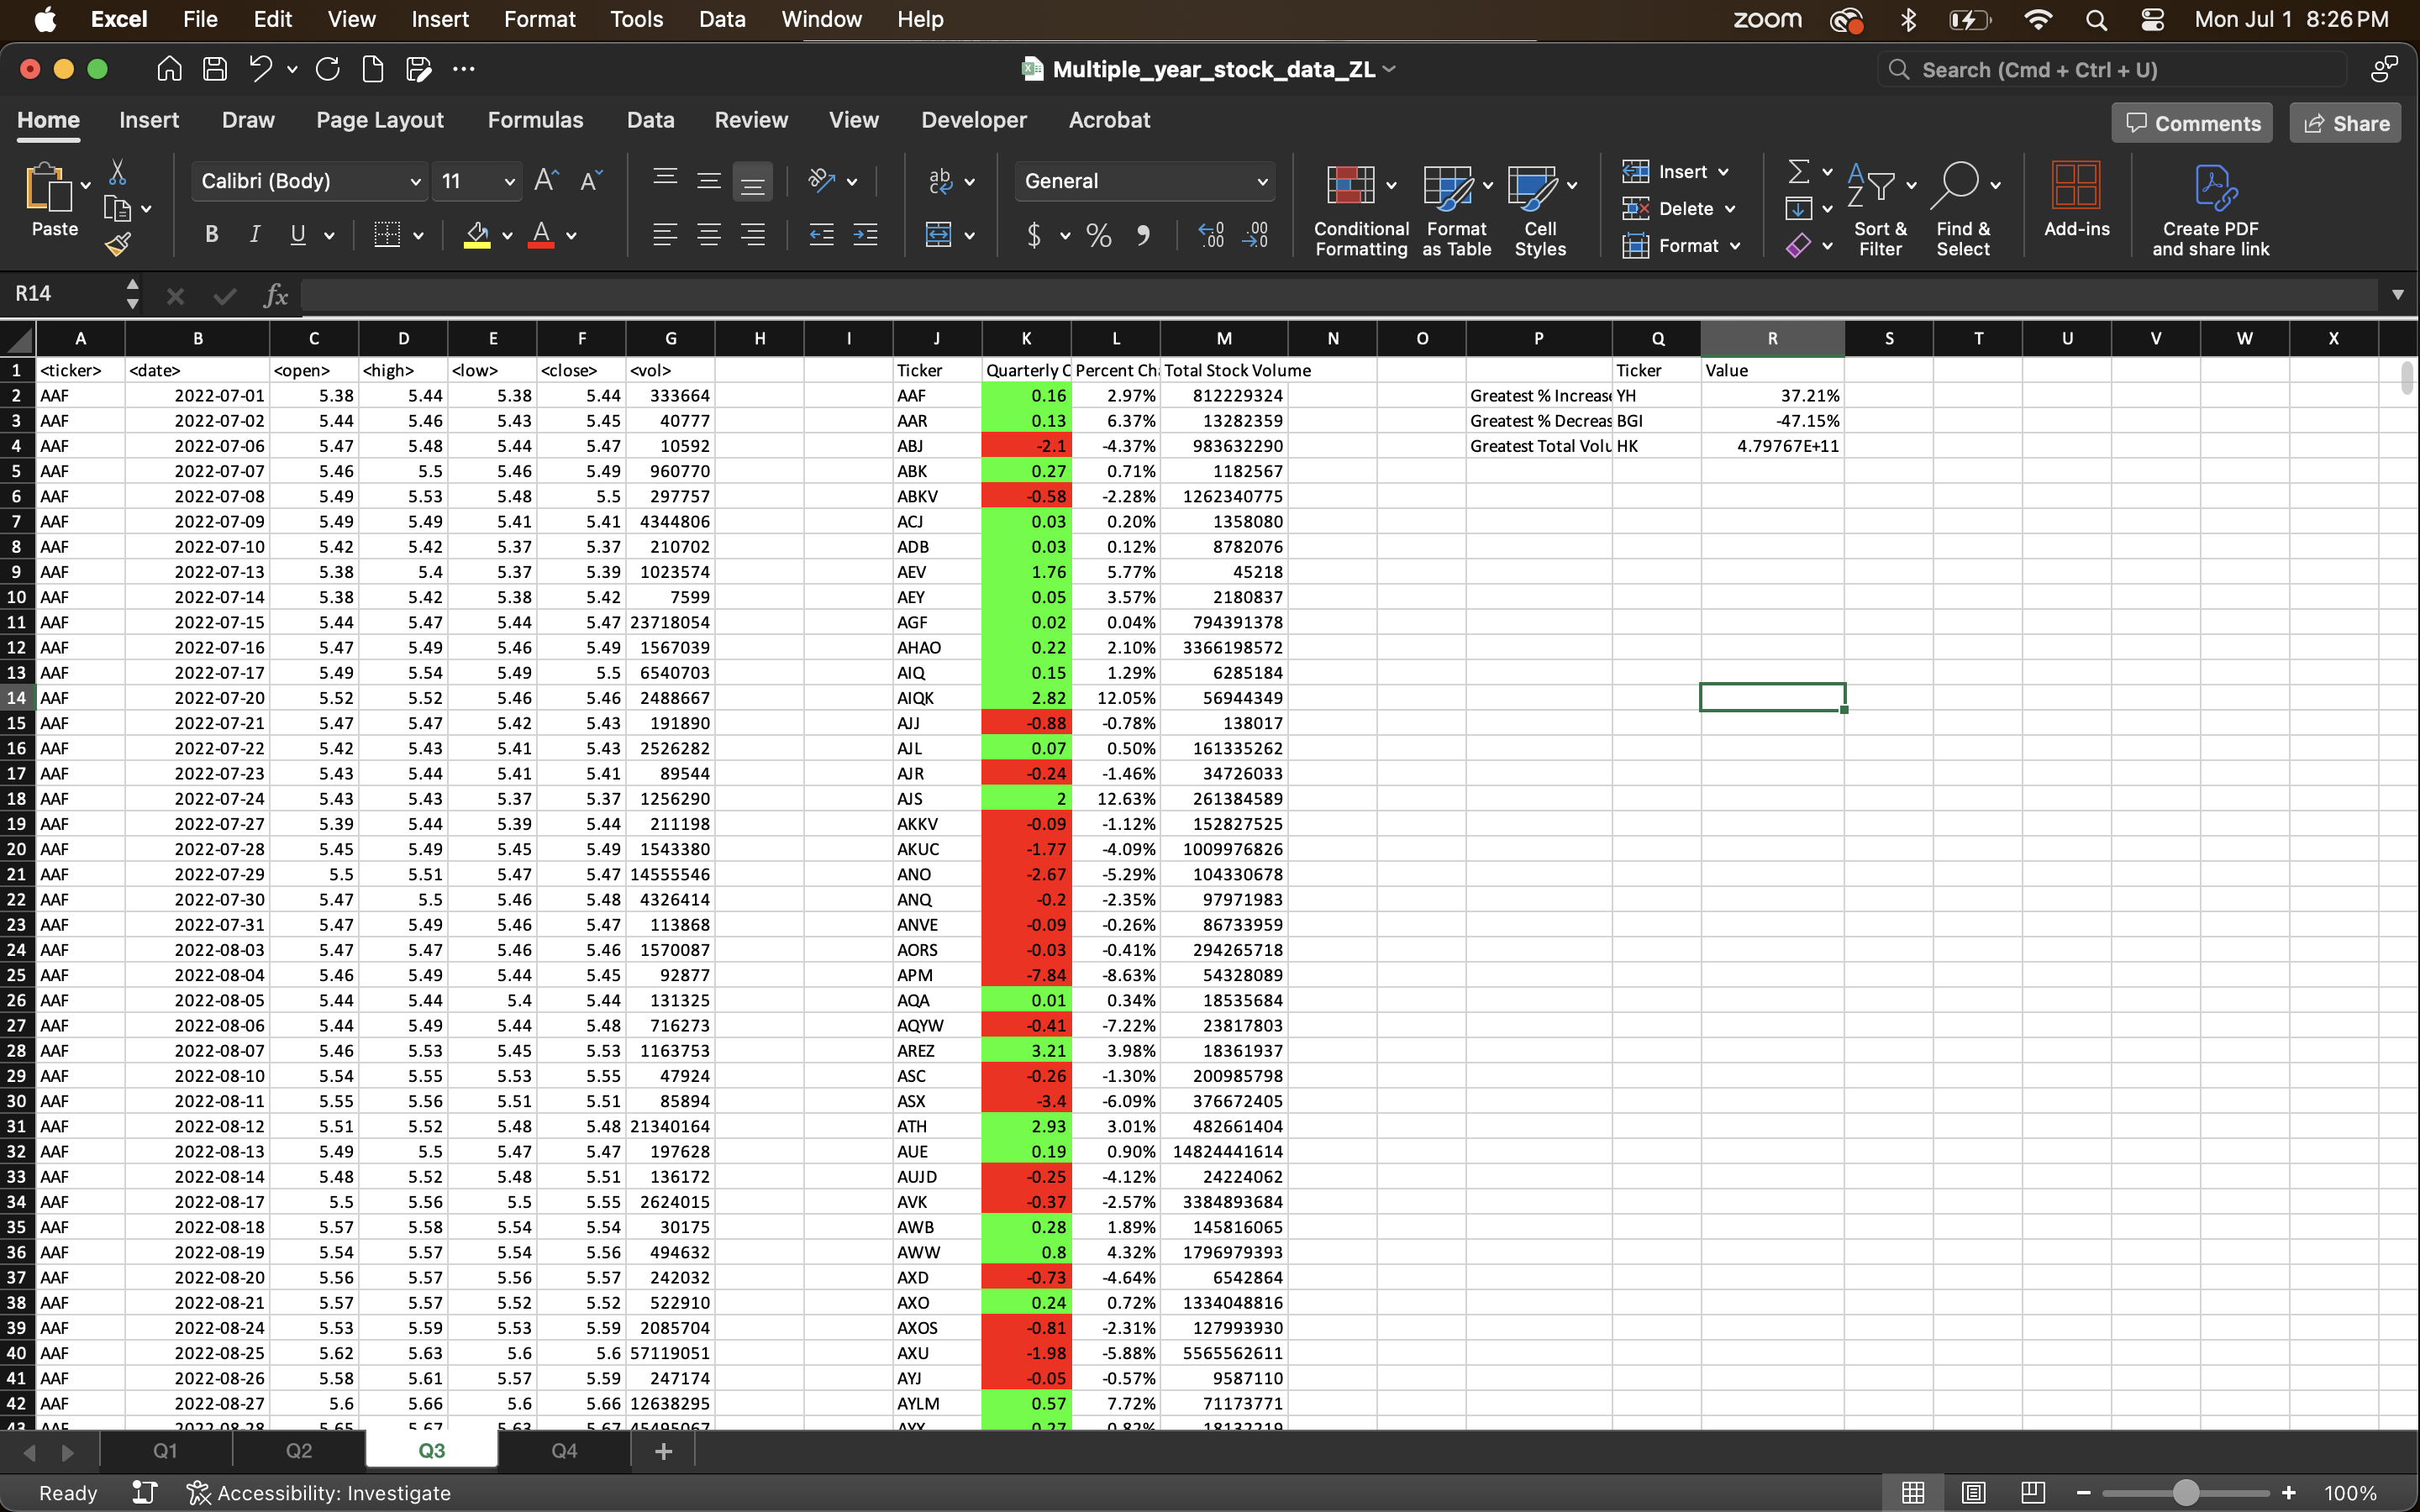 Excel File Edit View Insert Format Tools Data Window Help zoom Mon Jul 1 8:26 PM
Multiple_year_stock_data_ZL Search (Cmd + Ctrl + U)
Home Insert Draw Page Layout Formulas Data Review View Developer Acrobat Comments Share
Paste Calibri (Body) 11 General Conditional Formatting Format as Table Cell Styles Insert Delete Format Sort & Filter Find & Select Add-ins Create PDF and share link
R14 fx
A B C D E F G H I J K L M N O P Q R S T U V W X
1 <ticker> <date> <open> <high> <low> <close> <vol> Ticker Quarterly C Percent Ch Total Stock Volume Ticker Value
2 AAF 2022-07-01 5.38 5.44 5.38 5.44 333664 AAF 0.16 2.97% 812229324 Greatest % Increase YH 37.21%
3 AAF 2022-07-02 5.44 5.46 5.43 5.45 40777 AAR 0.13 6.37% 13282359 Greatest % Decreas BGI -47.15%
4 AAF 2022-07-06 5.47 5.48 5.44 5.47 10592 ABJ -2.1 -4.37% 983632290 Greatest Total Volu HK 4.79767E+11
5 AAF 2022-07-07 5.46 5.5 5.46 5.49 960770 ABK 0.27 0.71% 1182567
6 AAF 2022-07-08 5.49 5.53 5.48 5.5 297757 ABKV -0.58 -2.28% 1262340775
7 AAF 2022-07-09 5.49 5.49 5.41 5.41 4344806 ACJ 0.03 0.20% 1358080
8 AAF 2022-07-10 5.42 5.42 5.37 5.37 210702 ADB 0.03 0.12% 8782076
9 AAF 2022-07-13 5.38 5.4 5.37 5.39 1023574 AEV 1.76 5.77% 45218
10 AAF 2022-07-14 5.38 5.42 5.38 5.42 7599 AEY 0.05 3.57% 2180837
11 AAF 2022-07-15 5.44 5.47 5.44 5.47 23718054 AGF 0.02 0.04% 794391378
12 AAF 2022-07-16 5.47 5.49 5.46 5.49 1567039 AHAO 0.22 2.10% 3366198572
13 AAF 2022-07-17 5.49 5.54 5.49 5.5 6540703 AIQ 0.15 1.29% 6285184
14 AAF 2022-07-20 5.52 5.52 5.46 5.46 2488667 AIQK 2.82 12.05% 56944349
15 AAF 2022-07-21 5.47 5.47 5.42 5.43 191890 AJJ -0.88 -0.78% 138017
16 AAF 2022-07-22 5.42 5.43 5.41 5.43 2526282 AJL 0.07 0.50% 161335262
17 AAF 2022-07-23 5.43 5.44 5.41 5.41 89544 AJR -0.24 -1.46% 34726033
18 AAF 2022-07-24 5.43 5.43 5.37 5.37 1256290 AJS 2 12.63% 261384589
19 AAF 2022-07-27 5.39 5.44 5.39 5.44 211198 AKKV -0.09 -1.12% 152827525
20 AAF 2022-07-28 5.45 5.49 5.45 5.49 1543380 AKUC -1.77 -4.09% 1009976826
21 AAF 2022-07-29 5.5 5.51 5.47 5.47 14555546 ANO -2.67 -5.29% 104330678
22 AAF 2022-07-30 5.47 5.5 5.46 5.48 4326414 ANQ -0.2 -2.35% 97971983
23 AAF 2022-07-31 5.47 5.49 5.46 5.47 113868 ANVE -0.09 -0.26% 86733959
24 AAF 2022-08-03 5.47 5.47 5.46 5.46 1570087 AORS -0.03 -0.41% 294265718
25 AAF 2022-08-04 5.46 5.49 5.44 5.45 92877 APM -7.84 -8.63% 54328089
26 AAF 2022-08-05 5.44 5.44 5.4 5.44 131325 AQA 0.01 0.34% 18535684
27 AAF 2022-08-06 5.44 5.49 5.44 5.48 716273 AQYW -0.41 -7.22% 23817803
28 AAF 2022-08-07 5.46 5.53 5.45 5.53 1163753 AREZ 3.21 3.98% 18361937
29 AAF 2022-08-10 5.54 5.55 5.53 5.55 47924 ASC -0.26 -1.30% 200985798
30 AAF 2022-08-11 5.55 5.56 5.51 5.51 85894 ASX -3.4 -6.09% 376672405
31 AAF 2022-08-12 5.51 5.52 5.48 5.48 21340164 ATH 2.93 3.01% 482661404
32 AAF 2022-08-13 5.49 5.5 5.47 5.47 197628 AUE 0.19 0.90% 14824441614
33 AAF 2022-08-14 5.48 5.52 5.48 5.51 136172 AUJD -0.25 -4.12% 24224062
34 AAF 2022-08-17 5.5 5.56 5.5 5.55 2624015 AVK -0.37 -2.57% 3384893684
35 AAF 2022-08-18 5.57 5.58 5.54 5.54 30175 AWB 0.28 1.89% 145816065
36 AAF 2022-08-19 5.54 5.57 5.54 5.56 494632 AWW 0.8 4.32% 1796979393
37 AAF 2022-08-20 5.56 5.57 5.56 5.57 242032 AXD -0.73 -4.64% 6542864
38 AAF 2022-08-21 5.57 5.57 5.52 5.52 522910 AXO 0.24 0.72% 1334048816
39 AAF 2022-08-24 5.53 5.59 5.53 5.59 2085704 AXOS -0.81 -2.31% 127993930
40 AAF 2022-08-25 5.62 5.63 5.6 5.6 57119051 AXU -1.98 -5.88% 5565562611
41 AAF 2022-08-26 5.58 5.61 5.57 5.59 247174 AYJ -0.05 -0.57% 9587110
42 AAF 2022-08-27 5.6 5.66 5.6 5.66 12638295 AYLM 0.57 7.72% 71173771
43 AAF 2022-08-28 5.65 5.67 5.63 5.67 45495067 AYX 0.27 0.82% 18132219
Q1 Q2 Q3 Q4 +
Ready Accessibility: Investigate 100%